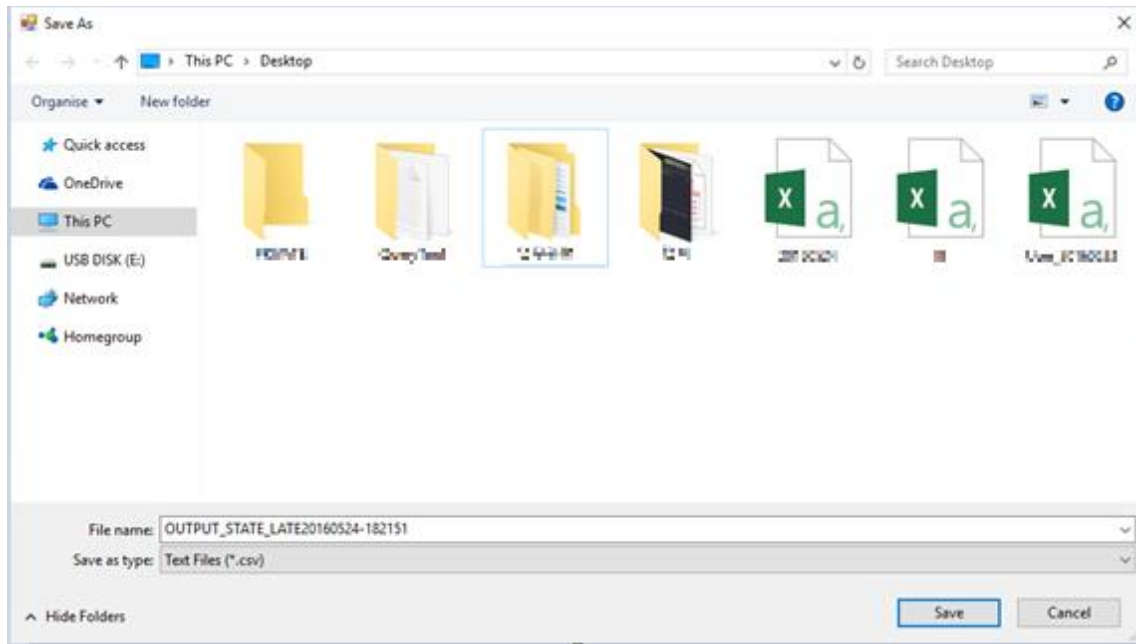 Save As
This PC > Desktop
Search Desktop
Organise
New folder
Quick access
OneDrive
This PC
USB DISK (E:)
Network
Homegroup
X a, X a, X a,
File name: OUTPUT_STATE_LATE20160524-182151
Save as type: Text Files (*.csv)
Hide Folders
Save
Cancel